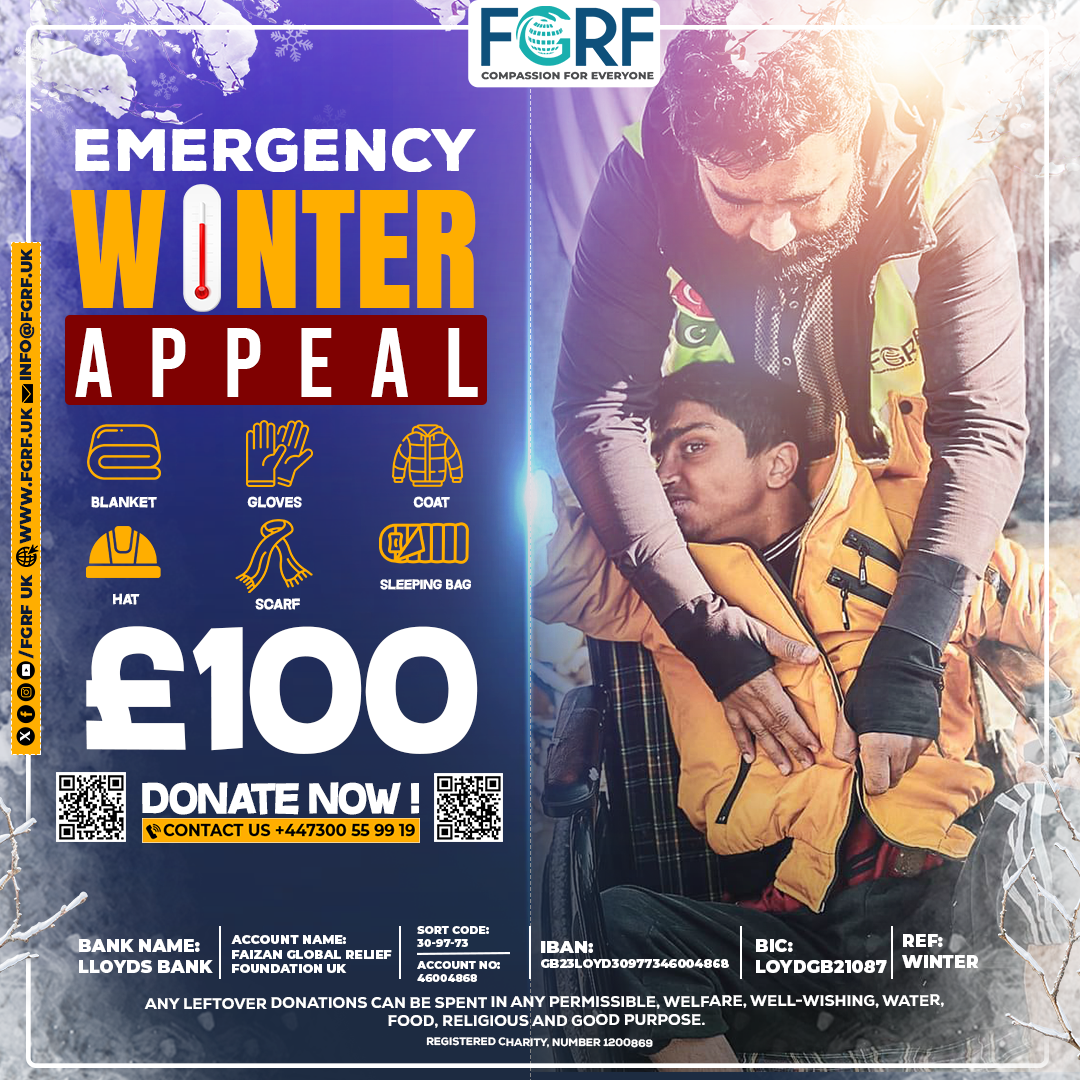 FGRF
COMPASSION FOR EVERYONE
EMERGENCY
WINTER
APPEAL
BLANKET
GLOVES
COAT
HAT
SCARF
SLEEPING BAG
£100
DONATE NOW !
CONTACT US +447300 55 99 19
/FGRF UK WWW.FGRF.UK INFO@FGRF.UK
FGRF
BANK NAME:
LLOYDS BANK
ACCOUNT NAME:
FAIZAN GLOBAL RELIEF
FOUNDATION UK
SORT CODE:
30-97-73
ACCOUNT NO:
46004868
IBAN:
GB23LOYD30977346004868
BIC:
LOYDGB21087
REF:
WINTER
ANY LEFTOVER DONATIONS CAN BE SPENT IN ANY PERMISSIBLE, WELFARE, WELL-WISHING, WATER,
FOOD, RELIGIOUS AND GOOD PURPOSE.
REGISTERED CHARITY, NUMBER 1200869